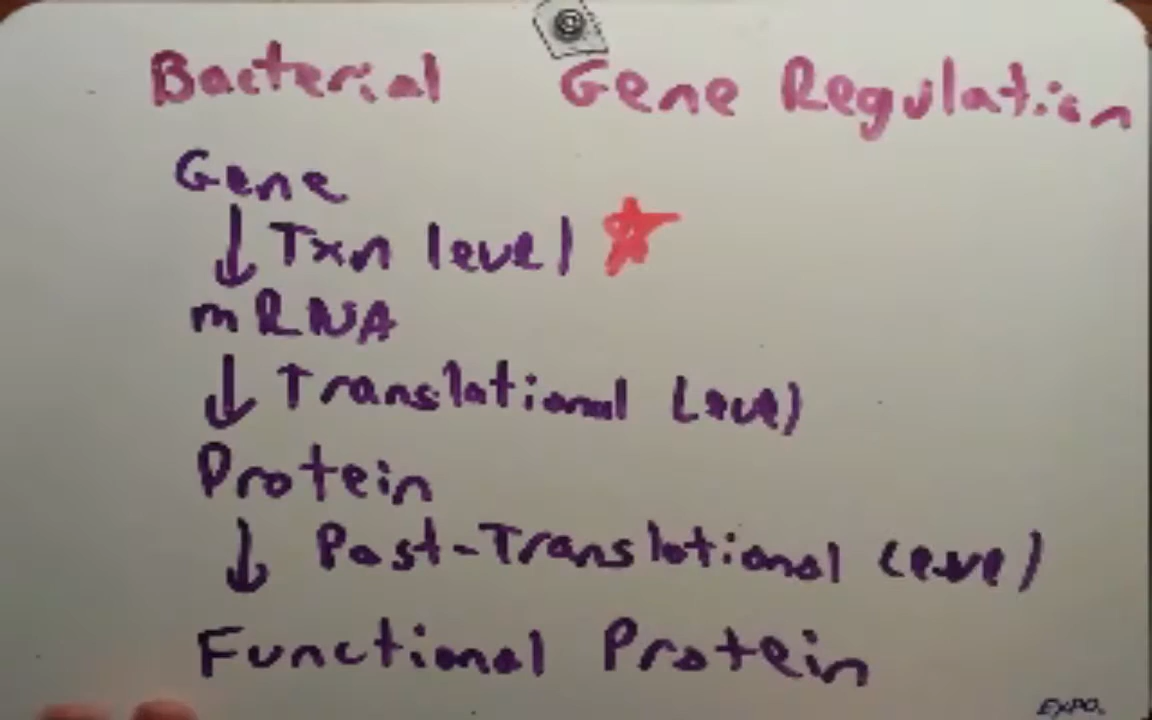 Bacterial Gene Regulation
Gene
↓ Txn level ☆
mRNA
↓ Translational Level
Protein
↓ Post-Translational Level
Functional Protein
EXPO.